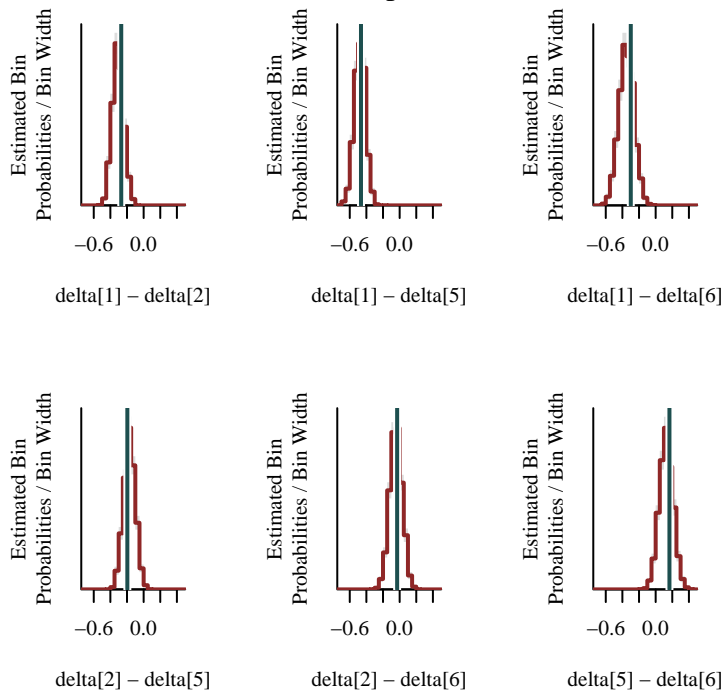 Estimated Bin
Probabilities / Bin Width
−0.6 0.0
delta[1] − delta[2]
Estimated Bin
Probabilities / Bin Width
−0.6 0.0
delta[1] − delta[5]
Estimated Bin
Probabilities / Bin Width
−0.6 0.0
delta[1] − delta[6]
Estimated Bin
Probabilities / Bin Width
−0.6 0.0
delta[2] − delta[5]
Estimated Bin
Probabilities / Bin Width
−0.6 0.0
delta[2] − delta[6]
Estimated Bin
Probabilities / Bin Width
−0.6 0.0
delta[5] − delta[6]